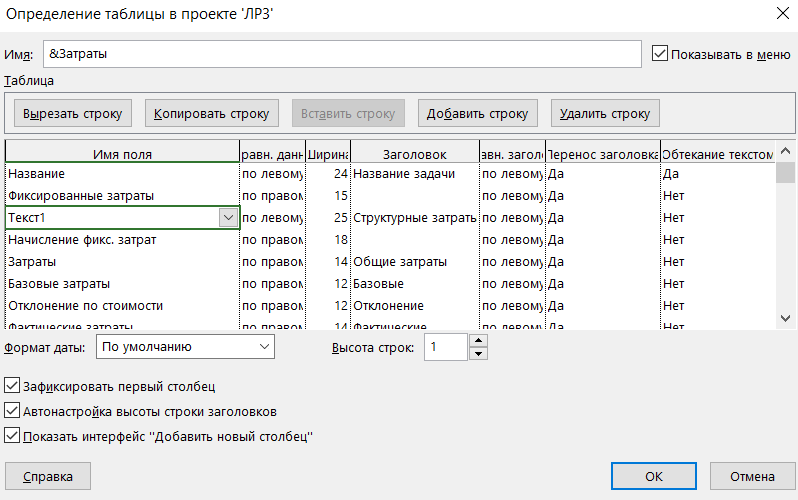 Определение таблицы в проекте 'ЛР3'
Имя: &Затраты Показывать в меню
Таблица
Вырезать строку Копировать строку Вставить строку Добавить строку Удалить строку
Имя поля равн. данн Ширина Заголовок авн. заголо Перенос заголовка Обтекание текстом
Название по левому 24 Название задачи по левому Да Да
Фиксированные затраты по правом 15 по левому Да Нет
Текст1 по левому 25 Структурные затраты по левому Да Нет
Начисление фикс. затрат по правом 18 по левому Да Нет
Затраты по правом 14 Общие затраты по левому Да Нет
Базовые затраты по правом 12 Базовые по левому Да Нет
Отклонение по стоимости по правом 12 Отклонение по левому Да Нет
Фактические затраты по правом 14 Фактические по левому Да Нет
Формат даты: По умолчанию Высота строк: 1
Зафиксировать первый столбец
Автонастройка высоты строки заголовков
Показать интерфейс "Добавить новый столбец"
Справка ОК Отмена